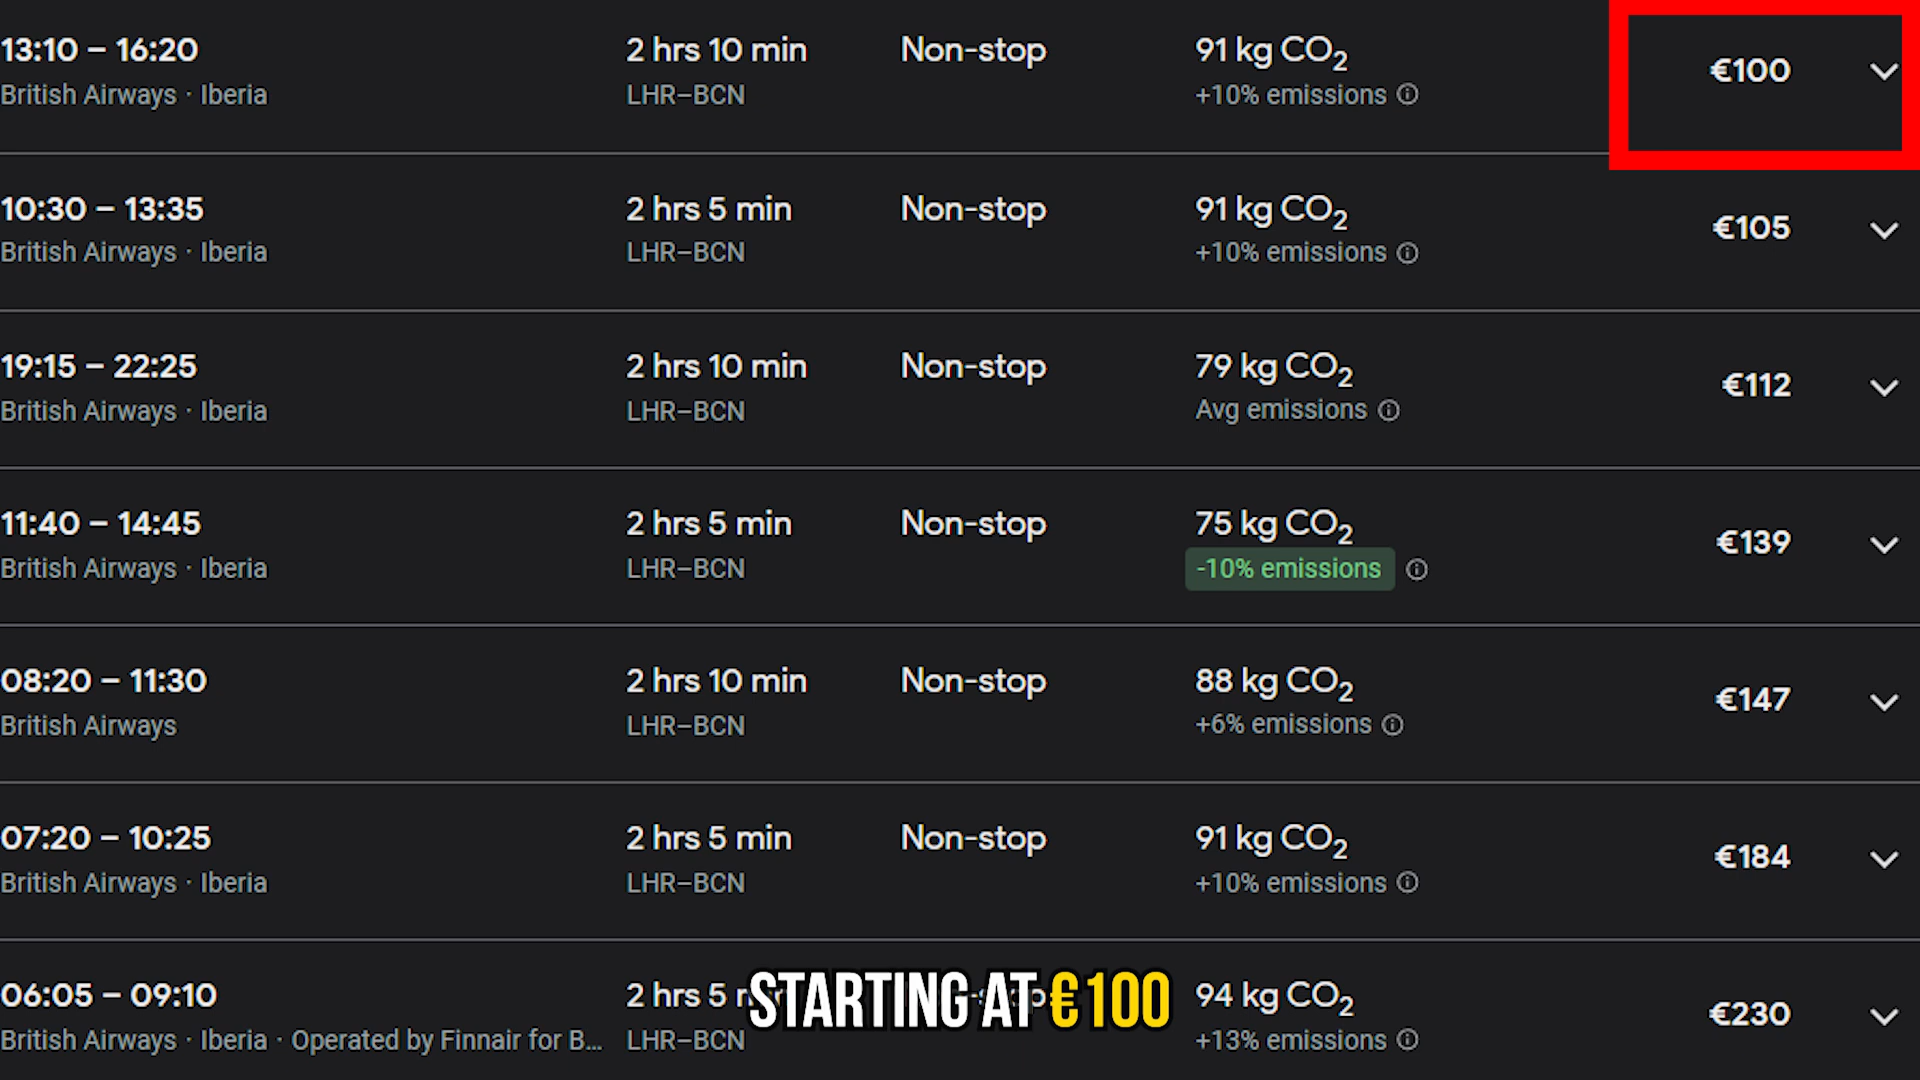 13:10 – 16:20 2 hrs 10 min Non-stop 91 kg CO₂ €100
British Airways · Iberia LHR–BCN +10% emissions
10:30 – 13:35 2 hrs 5 min Non-stop 91 kg CO₂ €105
British Airways · Iberia LHR–BCN +10% emissions
19:15 – 22:25 2 hrs 10 min Non-stop 79 kg CO₂ €112
British Airways · Iberia LHR–BCN Avg emissions
11:40 – 14:45 2 hrs 5 min Non-stop 75 kg CO₂ €139
British Airways · Iberia LHR–BCN -10% emissions
08:20 – 11:30 2 hrs 10 min Non-stop 88 kg CO₂ €147
British Airways LHR–BCN +6% emissions
07:20 – 10:25 2 hrs 5 min Non-stop 91 kg CO₂ €184
British Airways · Iberia LHR–BCN +10% emissions
06:05 – 09:10 2 hrs 5 94 kg CO₂ €230
STARTING AT €100
British Airways · Iberia · Operated by Finnair for B... LHR–BCN +13% emissions